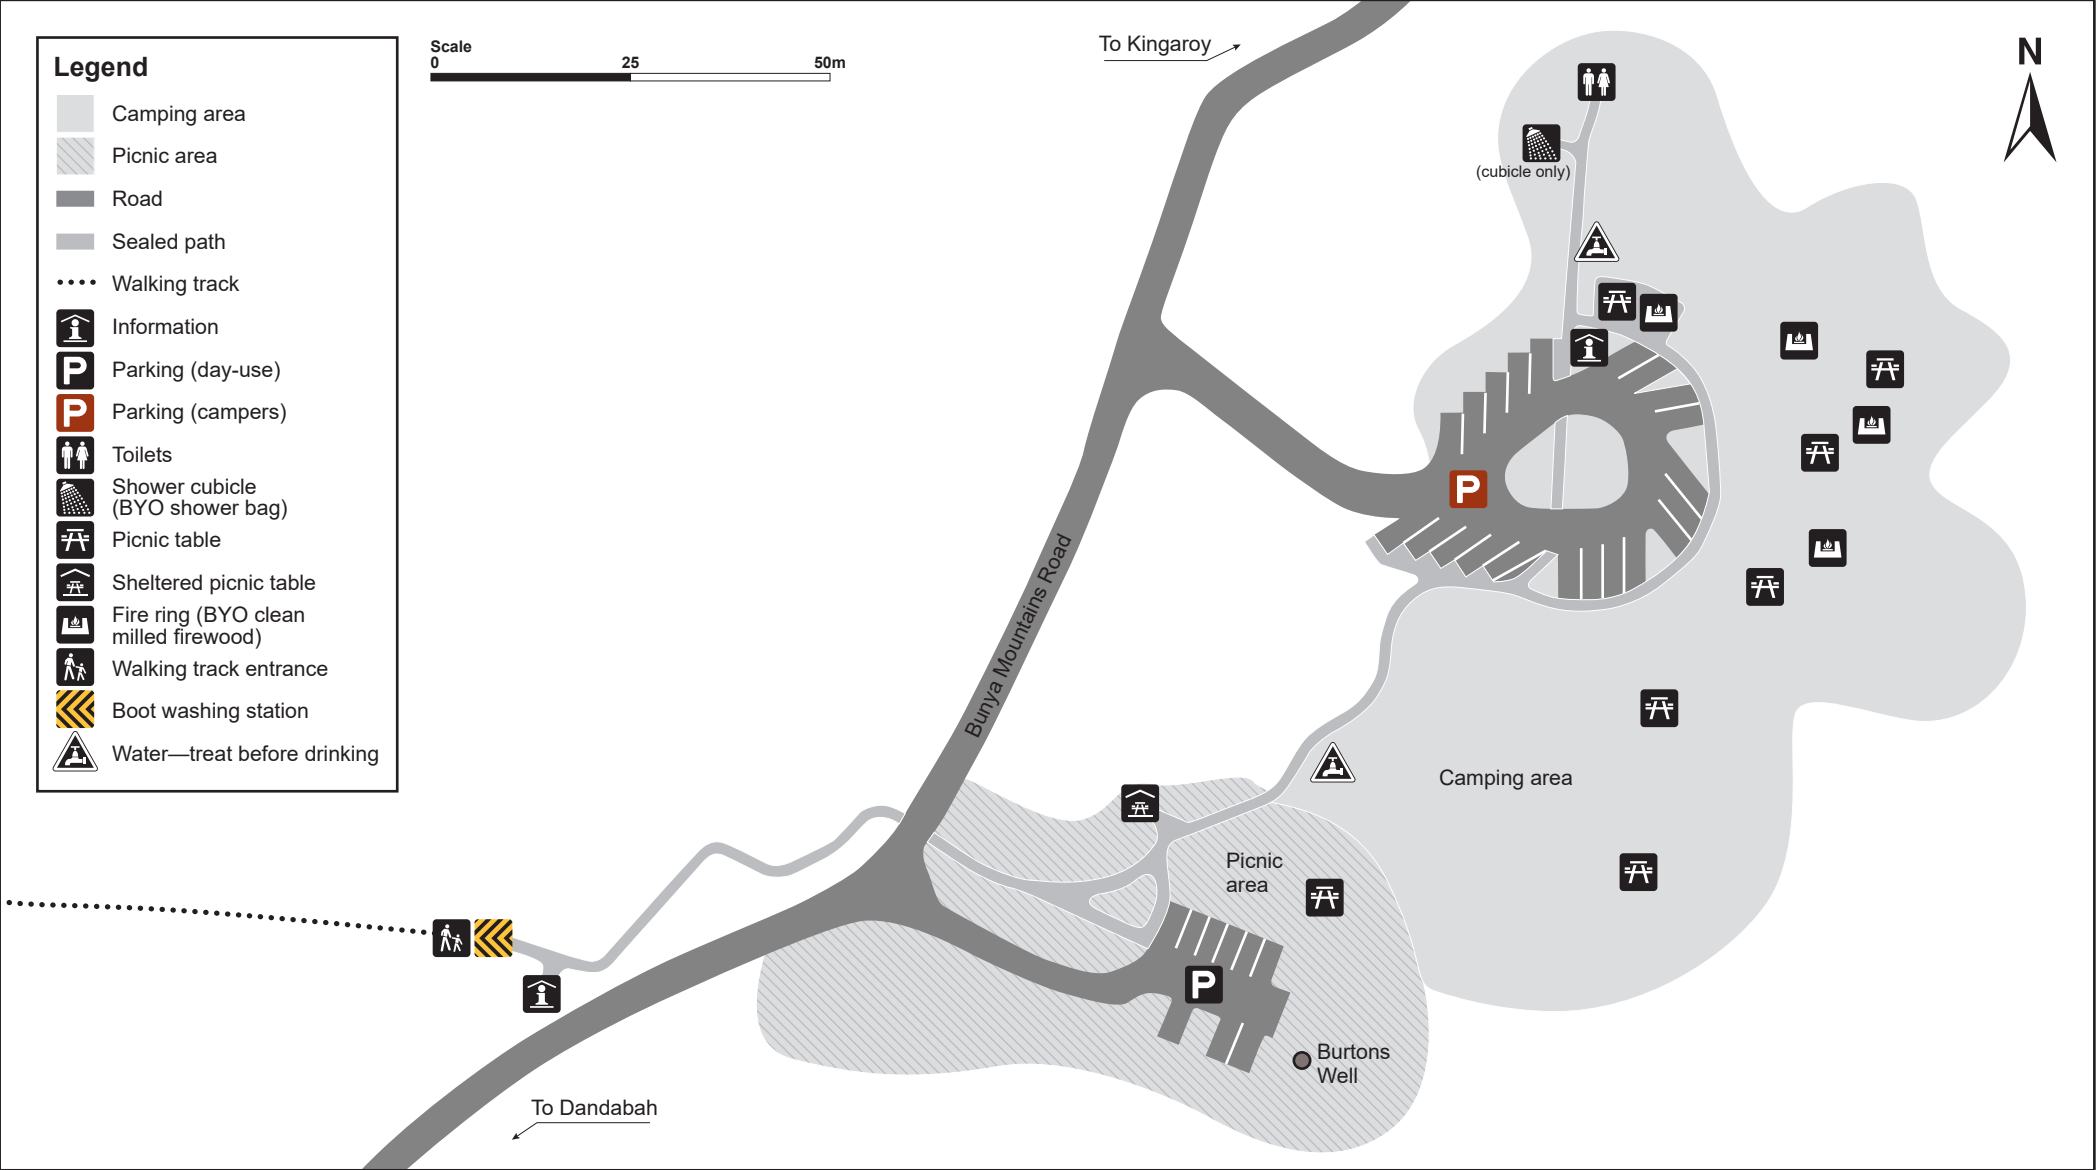 Legend
Camping area
Picnic area
Road
Sealed path
Walking track
Information
P
Parking (day-use)
P
Parking (campers)
Toilets
Shower cubicle
(BYO shower bag)
Picnic table
Sheltered picnic table
Fire ring (BYO clean
milled firewood)
Walking track entrance
Boot washing station
Water—treat before drinking
Scale
0 25 50m
To Kingaroy
N
(cubicle only)
P
Bunya Mountains Road
Camping area
Picnic
area
P
Burtons
Well
To Dandabah